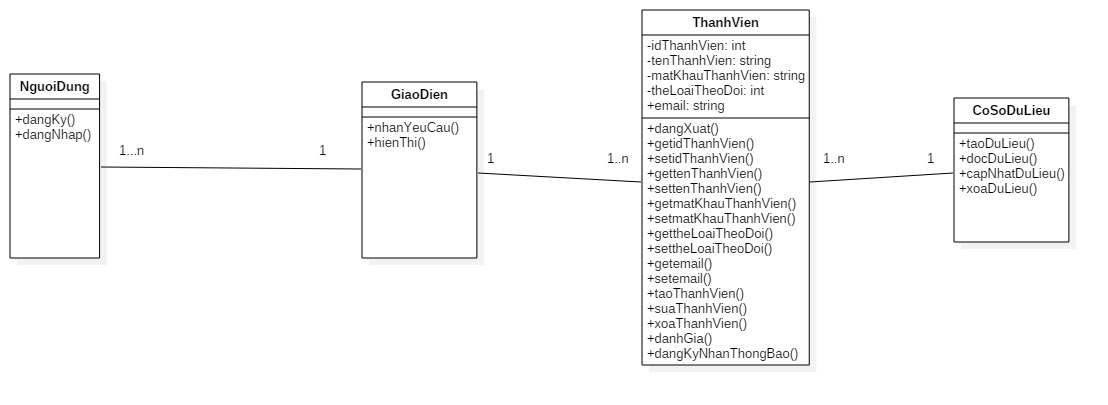 NguoiDung
+dangKy()
+dangNhap()
1...n
1
GiaoDien
+nhanYeuCau()
+hienThi()
1
1..n
ThanhVien
-idThanhVien: int
-tenThanhVien: string
-matKhauThanhVien: string
-theLoaiTheoDoi: int
+email: string
+dangXuat()
+getidThanhVien()
+setidThanhVien()
+gettenThanhVien()
+settenThanhVien()
+getmatKhauThanhVien()
+setmatKhauThanhVien()
+gettheLoaiTheoDoi()
+settheLoaiTheoDoi()
+getemail()
+setemail()
+taoThanhVien()
+suaThanhVien()
+xoaThanhVien()
+danhGia()
+dangKyNhanThongBao()
1..n
1
CoSoDuLieu
+taoDuLieu()
+docDuLieu()
+capNhatDuLieu()
+xoaDuLieu()